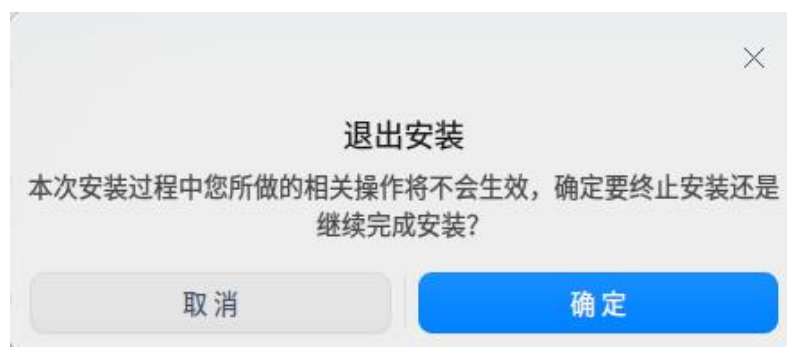 退出安装
本次安装过程中您所做的相关操作将不会生效，确定要终止安装还是
继续完成安装？
取消
确定